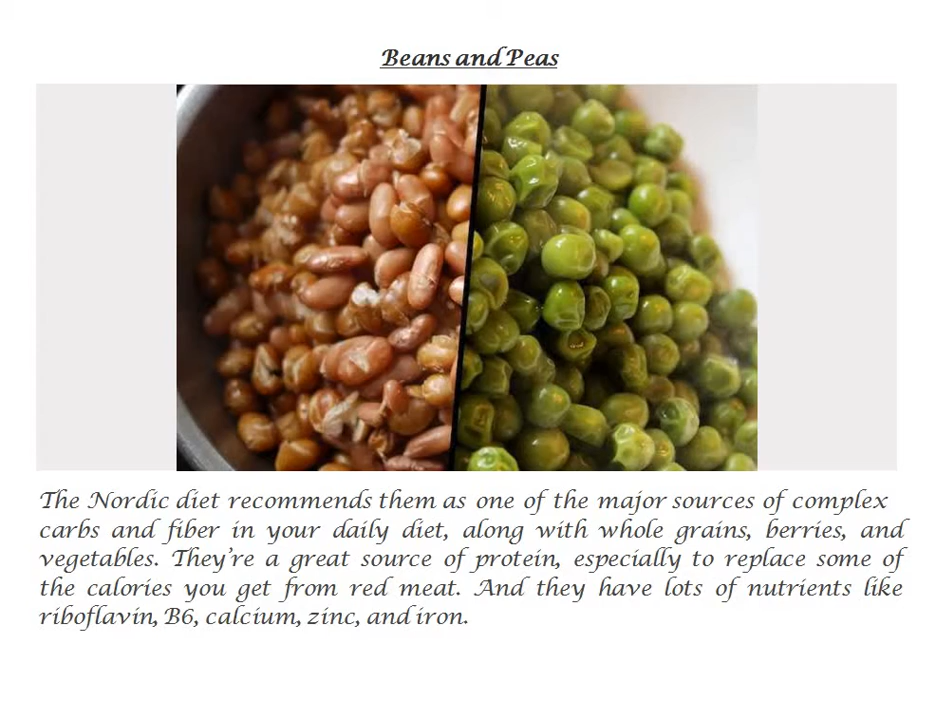 Beans and Peas
The Nordic diet recommends them as one of the major sources of complex
carbs and fiber in your daily diet, along with whole grains, berries, and
vegetables. They're a great source of protein, especially to replace some of
the calories you get from red meat. And they have lots of nutrients like
riboflavin, B6, calcium, zinc, and iron.